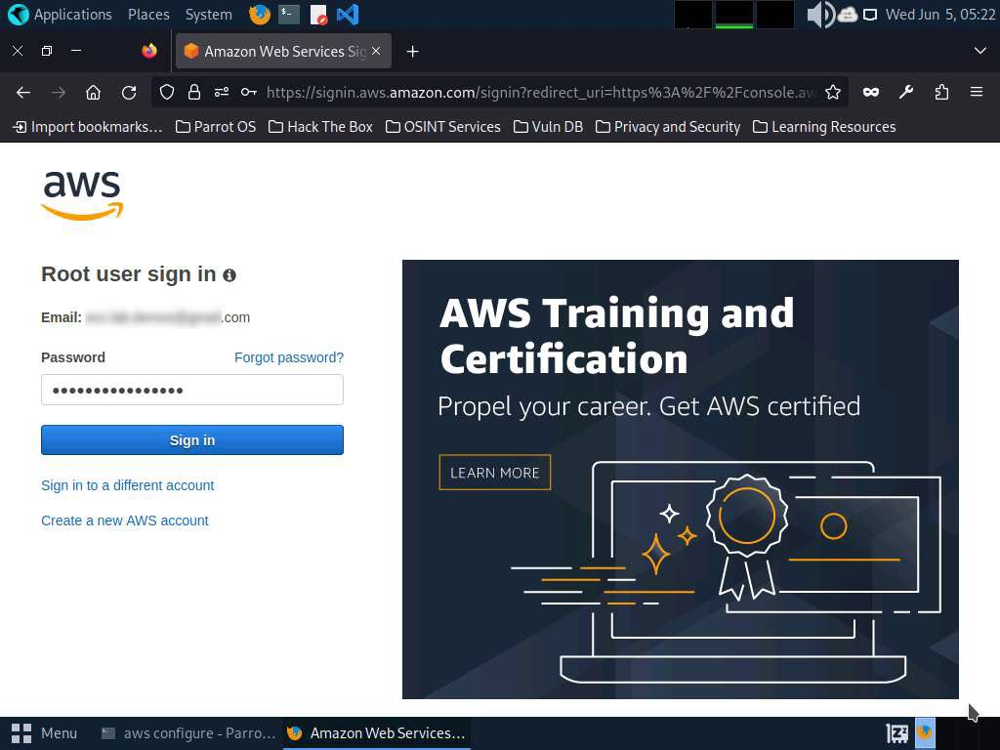 Applications Places System Wed Jun 5, 05:22
Amazon Web Services Sig
https://signin.aws.amazon.com/signin?redirect_uri=https%3A%2F%2Fconsole.aw
Import bookmarks... Parrot OS Hack The Box OSINT Services Vuln DB Privacy and Security Learning Resources
aws
Root user sign in
Email: .com
Password Forgot password?
Sign in
Sign in to a different account
Create a new AWS account
AWS Training and
Certification
Propel your career. Get AWS certified
LEARN MORE
Menu aws configure - Parro... Amazon Web Services...